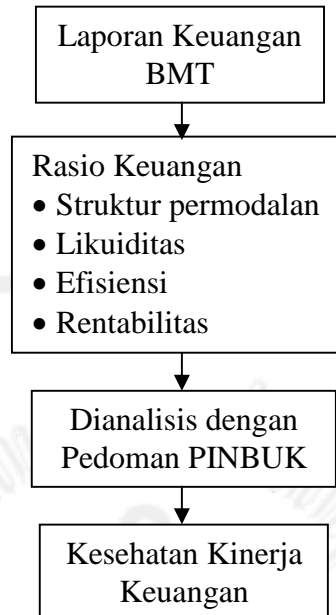 Laporan Keuangan
BMT
Rasio Keuangan
• Struktur permodalan
• Likuiditas
• Efisiensi
• Rentabilitas
Dianalisis dengan
Pedoman PINBUK
Kesehatan Kinerja
Keuangan